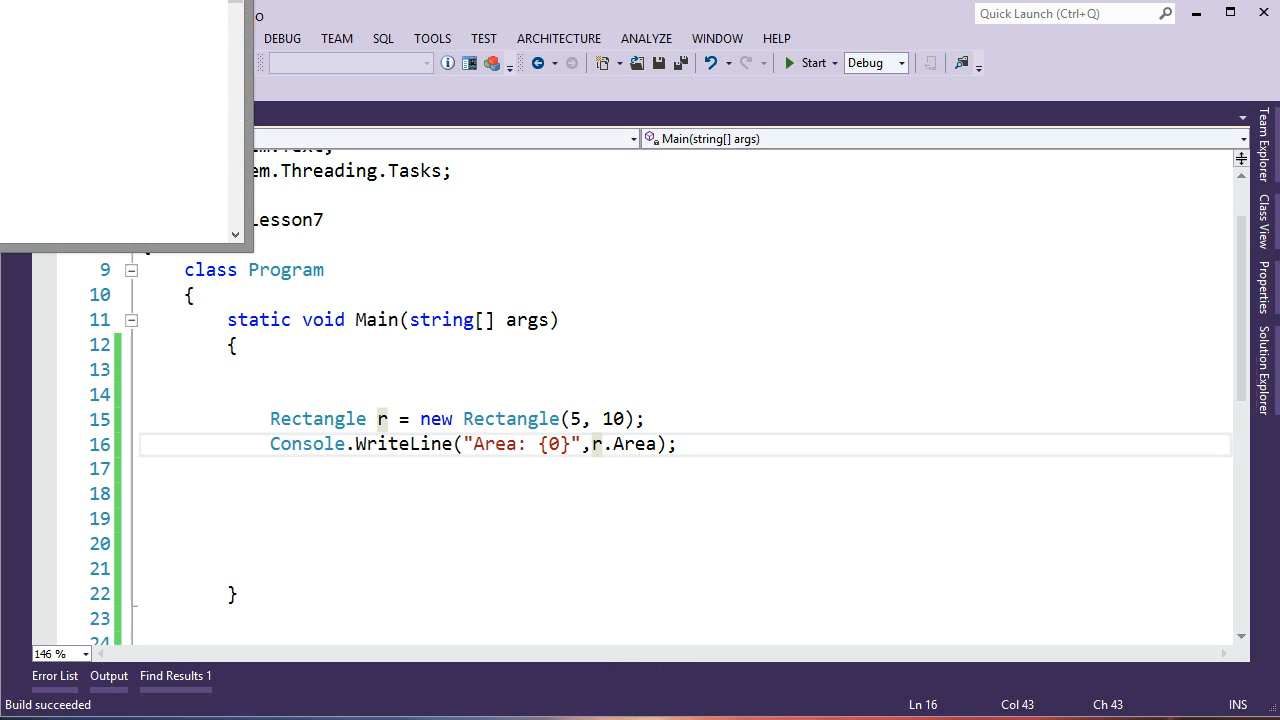 O
Quick Launch (Ctrl+Q)
DEBUG TEAM SQL TOOLS TEST ARCHITECTURE ANALYZE WINDOW HELP
Start Debug
Main(string[] args)
em.Threading.Tasks;
Lesson7
9 class Program
10 {
11 static void Main(string[] args)
12 {
13
14
15 Rectangle r = new Rectangle(5, 10);
16 Console.WriteLine("Area: {0}",r.Area);
17
18
19
20
21
22 }
23
24
146 %
Error List Output Find Results 1
Build succeeded Ln 16 Col 43 Ch 43 INS
Team Explorer
Class View
Properties
Solution Explorer